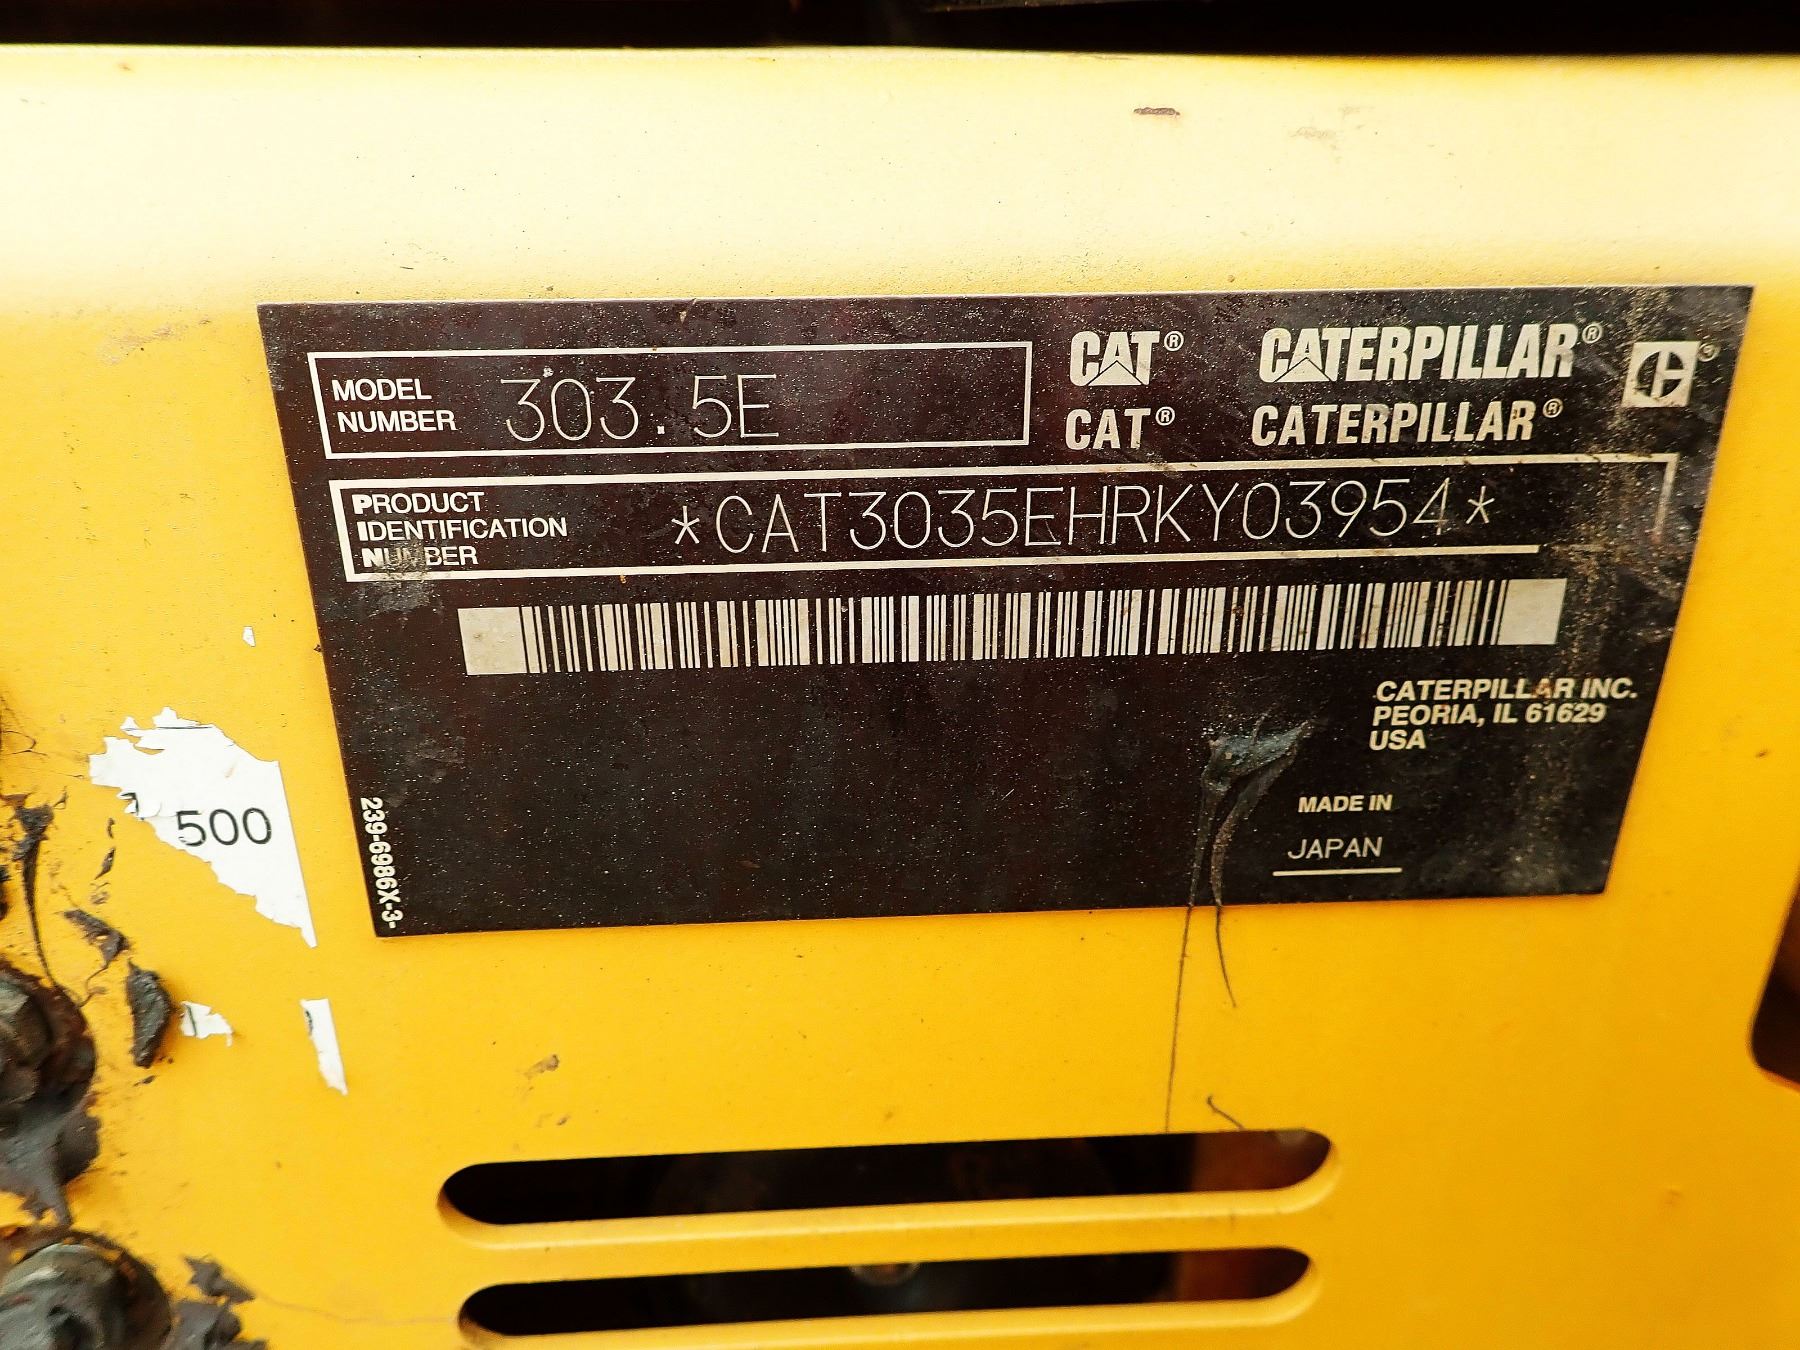 MODEL
NUMBER 303.5E
CAT® CATERPILLAR®
CAT® CATERPILLAR®
PRODUCT
IDENTIFICATION
NUMBER
*CAT3035EHRKY03954*
CATERPILLAR INC.
PEORIA, IL 61629
USA
MADE IN
JAPAN
239-6986X-3-
500